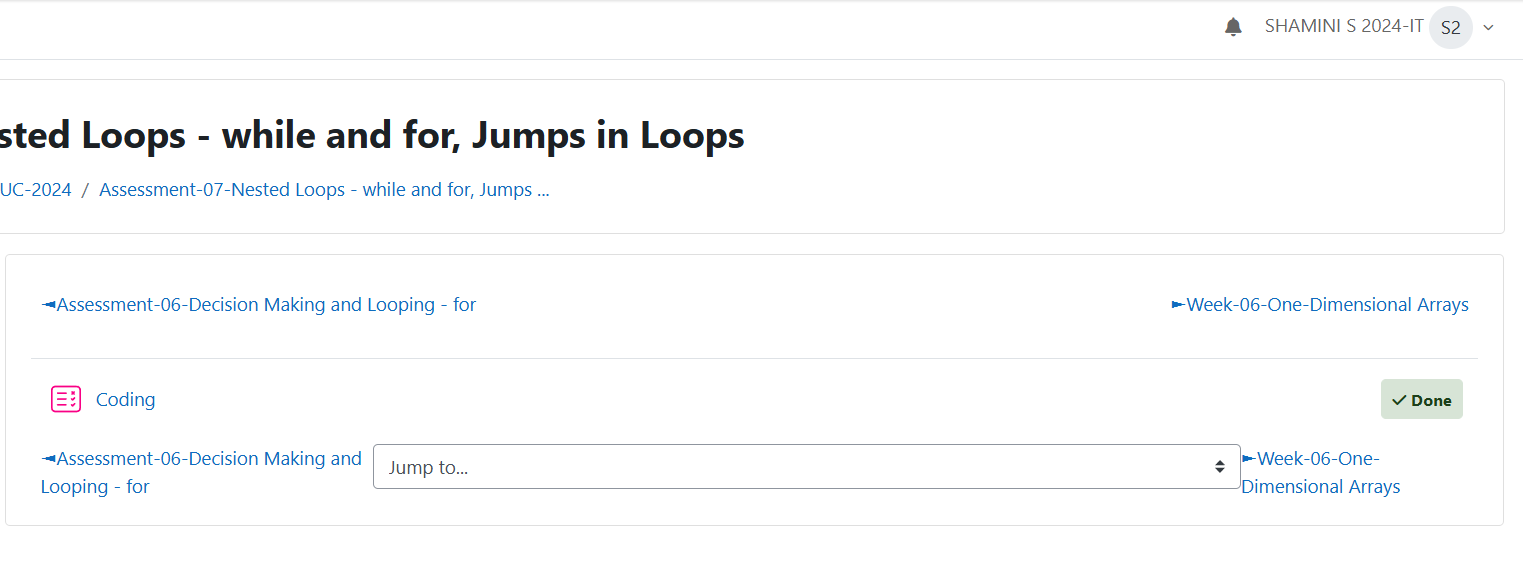 SHAMINI S 2024-IT S2
sted Loops - while and for, Jumps in Loops
UC-2024 / Assessment-07-Nested Loops - while and for, Jumps ...
◄Assessment-06-Decision Making and Looping - for
►Week-06-One-Dimensional Arrays
Coding
Done
◄Assessment-06-Decision Making and
Looping - for
Jump to...
►Week-06-One-
Dimensional Arrays